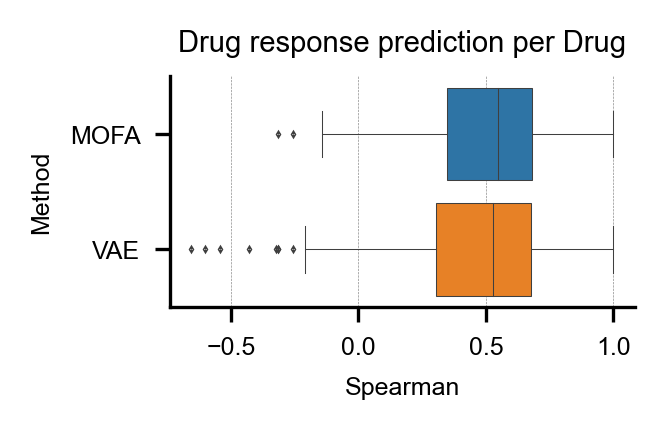 Drug response prediction per Drug
MOFA
VAE
Method
−0.5 0.0 0.5 1.0
Spearman